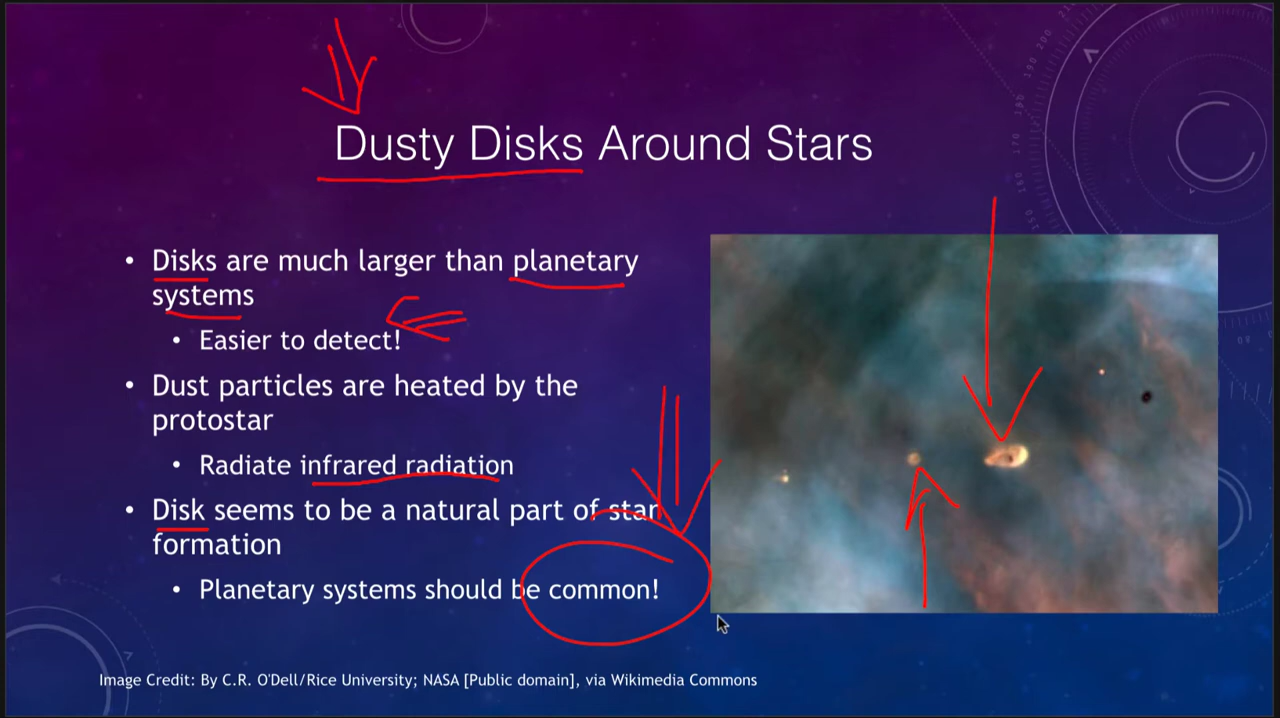 Dusty Disks Around Stars
• Disks are much larger than planetary
systems
• Easier to detect!
• Dust particles are heated by the
protostar
• Radiate infrared radiation
• Disk seems to be a natural part of star
formation
• Planetary systems should be common!
Image Credit: By C.R. O'Dell/Rice University; NASA [Public domain], via Wikimedia Commons